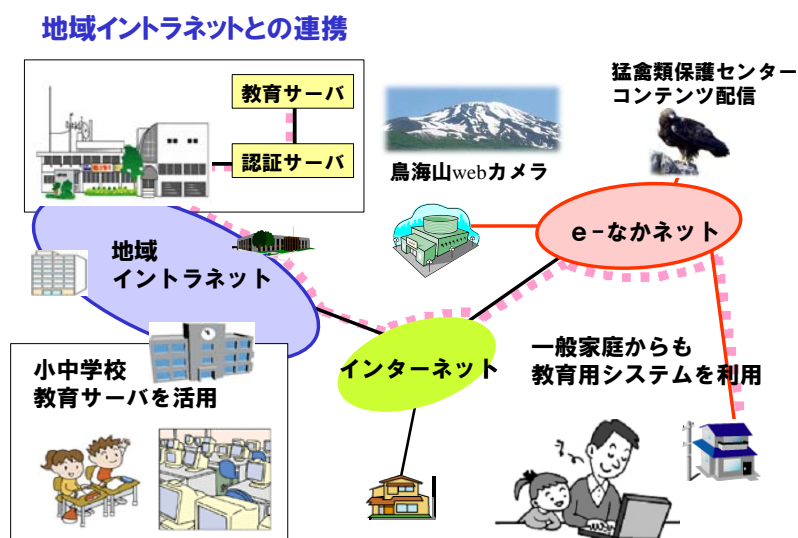 地域イントラネットとの連携
教育サーバ
認証サーバ
鳥海山webカメラ
猛禽類保護センター
コンテンツ配信
e-なかネット
地域
イントラネット
インターネット
小中学校
教育サーバを活用
一般家庭からも
教育用システムを利用